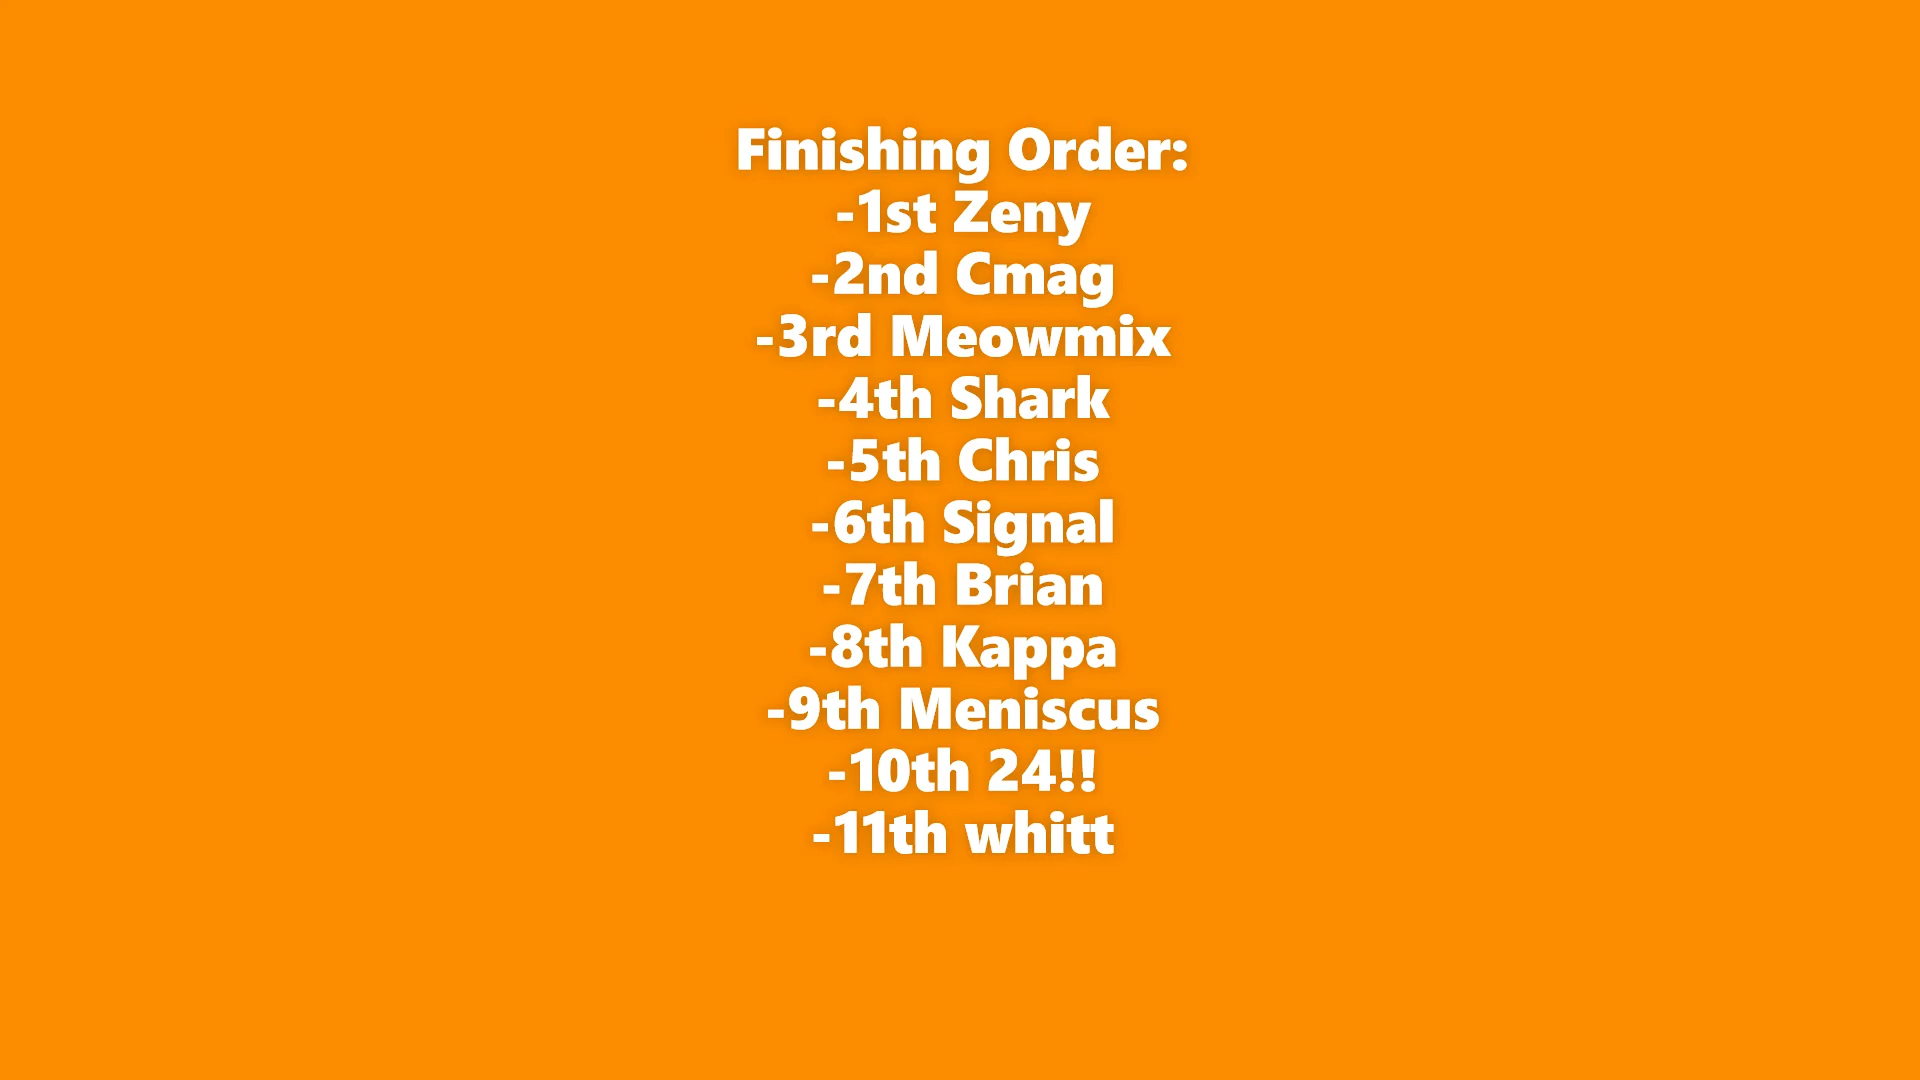 Finishing Order:
-1st Zeny
-2nd Cmag
-3rd Meowmix
-4th Shark
-5th Chris
-6th Signal
-7th Brian
-8th Kappa
-9th Meniscus
-10th 24!!
-11th whitt